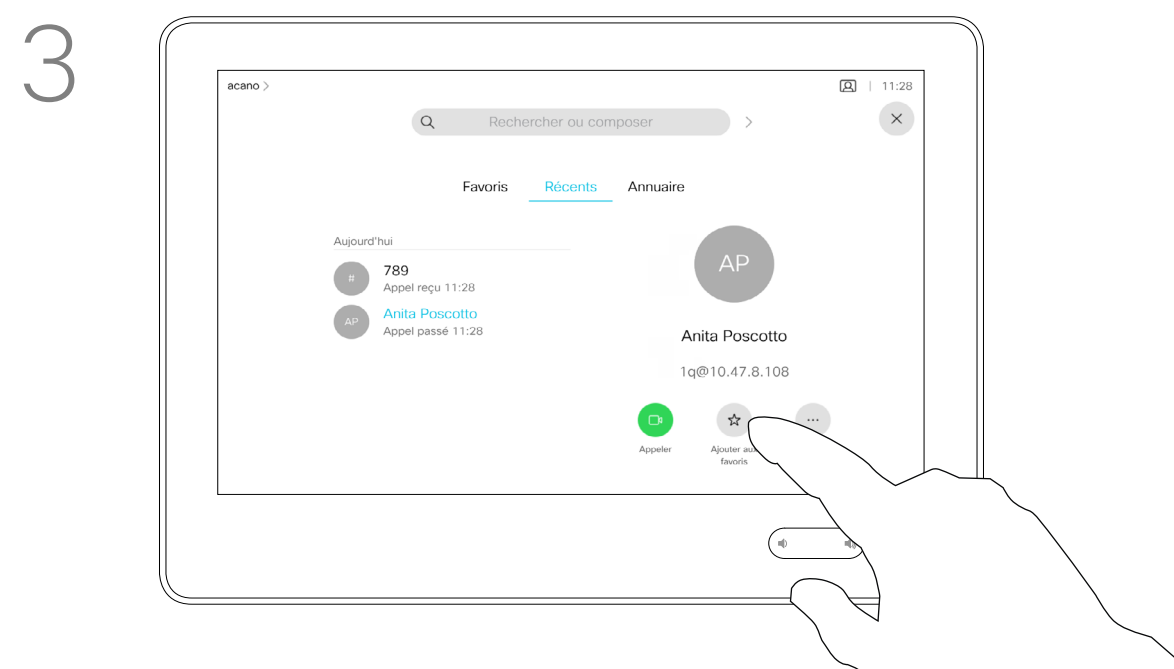 3
acano >
11:28
Rechercher ou composer
Favoris Récents Annuaire
Aujourd'hui
#
789
Appel reçu 11:28
AP
Anita Poscotto
Appel passé 11:28
AP
Anita Poscotto
1q@10.47.8.108
Appeler
Ajouter aux
favoris